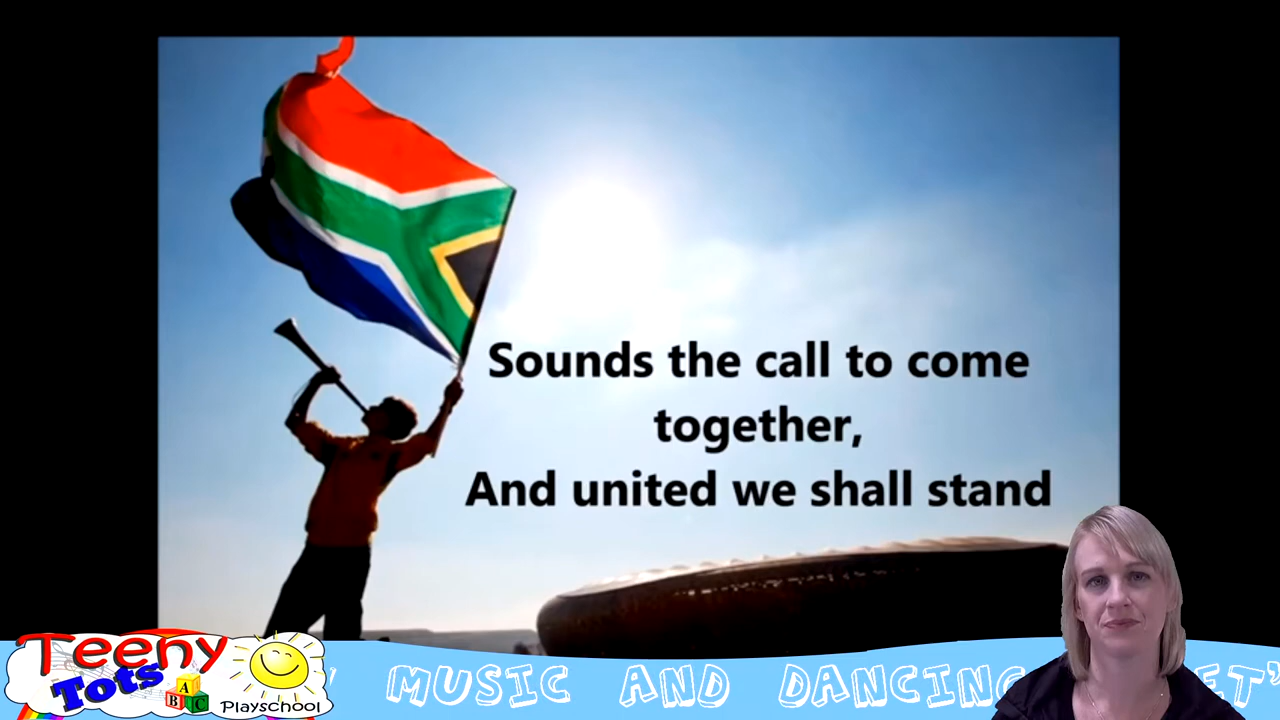 Sounds the call to come
together,
And united we shall stand
Teeny
Tots
A
B C
Playschool
MUSIC AND DANCING